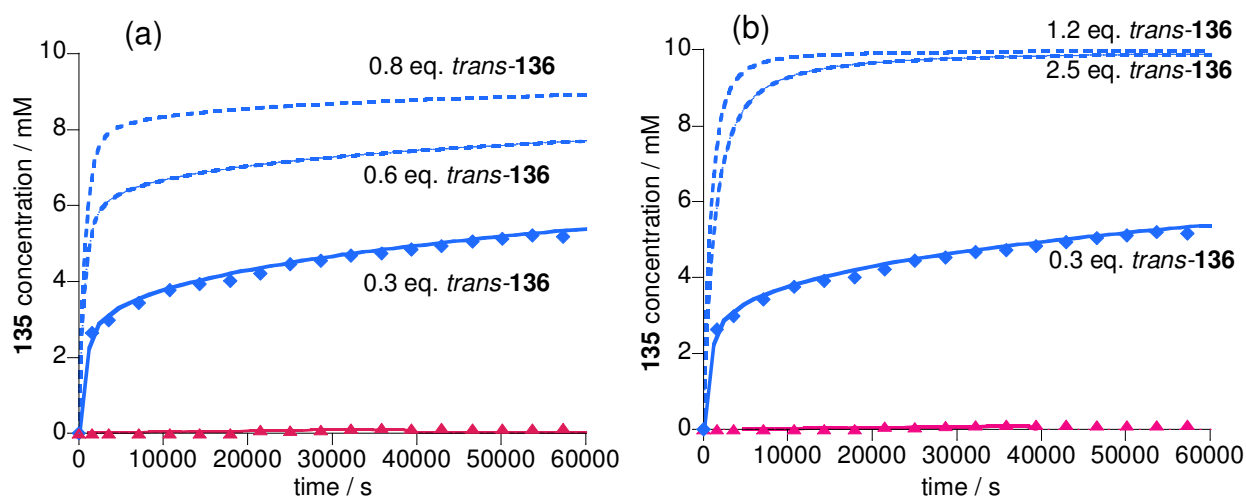 (a)
135 concentration / mM
10
8
6
4
2
0
0.8 eq. trans-136
0.6 eq. trans-136
0.3 eq. trans-136
0 10000 20000 30000 40000 50000 60000
time / s
(b)
135 concentration / mM
10
8
6
4
2
0
1.2 eq. trans-136
2.5 eq. trans-136
0.3 eq. trans-136
0 10000 20000 30000 40000 50000 60000
time / s